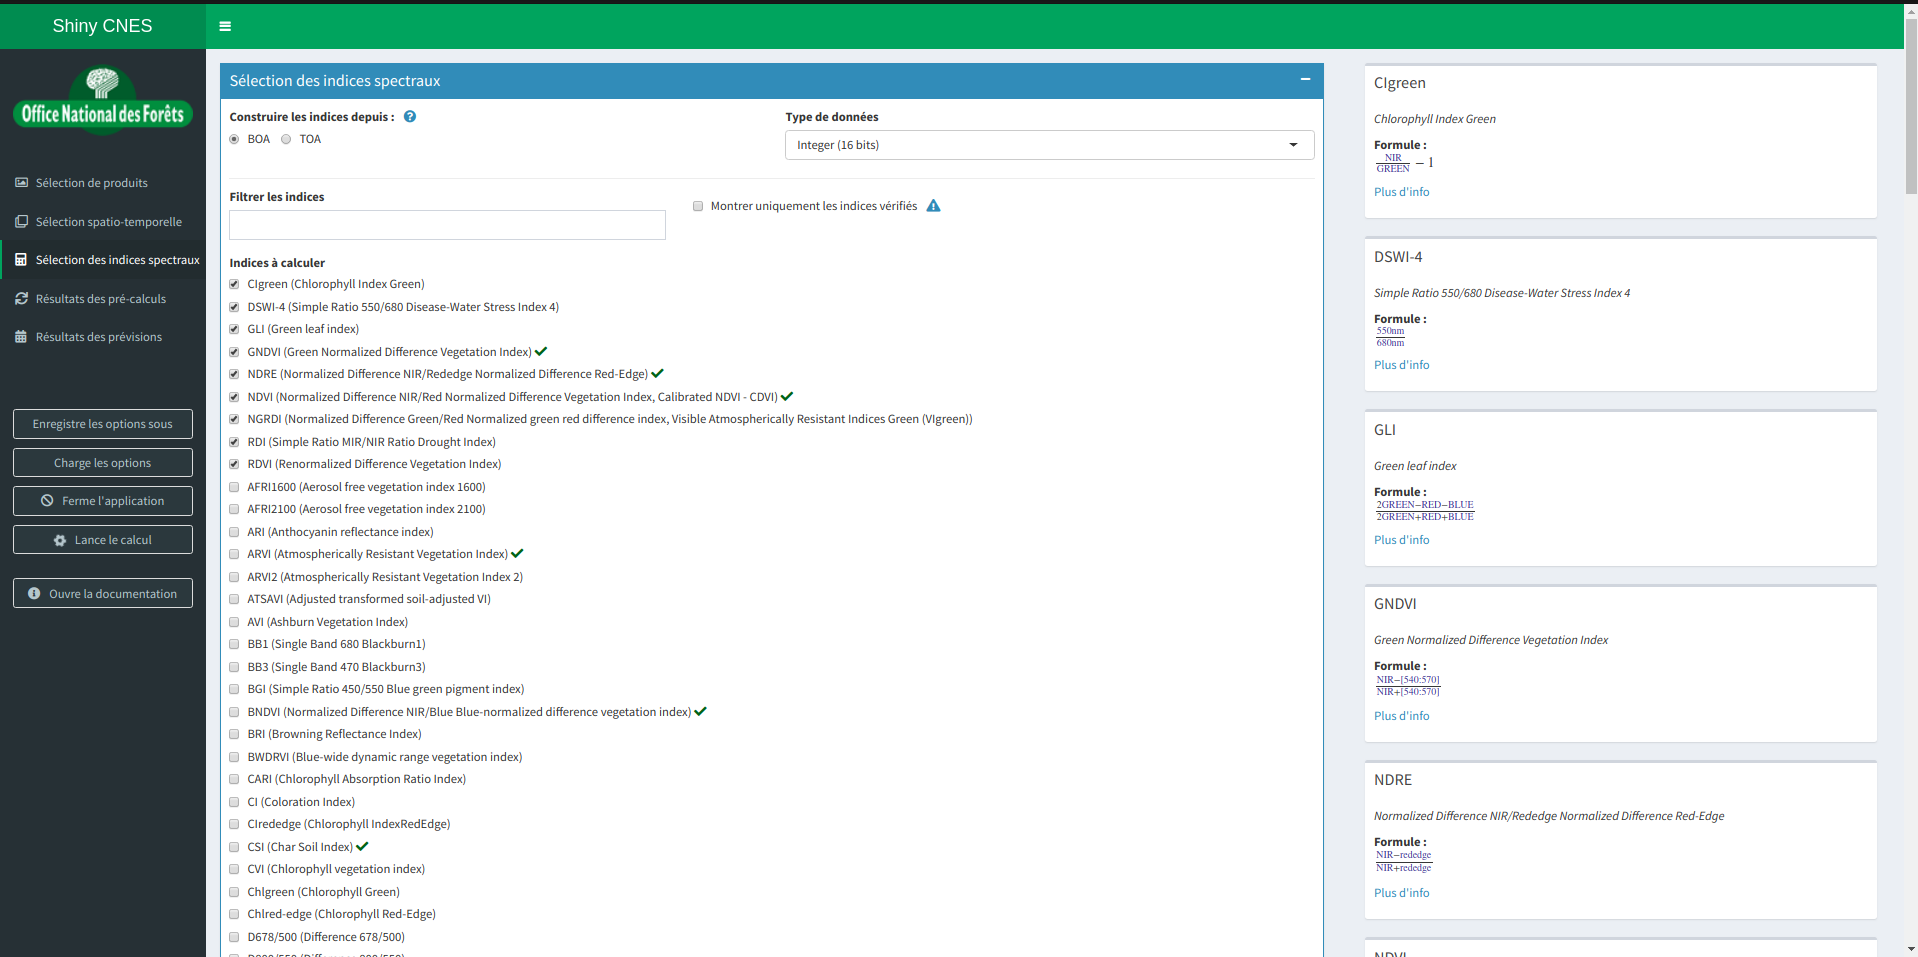 Shiny CNES
Office National des Forêts
Sélection de produits
Sélection spatio-temporelle
Sélection des indices spectraux
Résultats des pré-calculs
Résultats des prévisions
Enregistre les options sous
Charge les options
Ferme l'application
Lance le calcul
Ouvre la documentation
Sélection des indices spectraux
Construire les indices depuis :
BOA TOA
Type de données
Integer (16 bits)
Filtrer les indices
Montrer uniquement les indices vérifiés
Indices à calculer
CIgreen (Chlorophyll Index Green)
DSWI-4 (Simple Ratio 550/680 Disease-Water Stress Index 4)
GLI (Green leaf index)
GNDVI (Green Normalized Difference Vegetation Index)
NDRE (Normalized Difference NIR/Rededge Normalized Difference Red-Edge)
NDVI (Normalized Difference NIR/Red Normalized Difference Vegetation Index, Calibrated NDVI - CDVI)
NGRDI (Normalized Difference Green/Red Normalized green red difference index, Visible Atmospherically Resistant Indices Green (VIgreen))
RDI (Simple Ratio MIR/NIR Ratio Drought Index)
RDVI (Renormalized Difference Vegetation Index)
AFRI1600 (Aerosol free vegetation index 1600)
AFRI2100 (Aerosol free vegetation index 2100)
ARI (Anthocyanin reflectance index)
ARVI (Atmospherically Resistant Vegetation Index)
ARVI2 (Atmospherically Resistant Vegetation Index 2)
ATSAVI (Adjusted transformed soil-adjusted VI)
AVI (Ashburn Vegetation Index)
BB1 (Single Band 680 Blackburn1)
BB3 (Single Band 470 Blackburn3)
BGI (Simple Ratio 450/550 Blue green pigment index)
BNDVI (Normalized Difference NIR/Blue Blue-normalized difference vegetation index)
BRI (Browning Reflectance Index)
BWDRVI (Blue-wide dynamic range vegetation index)
CARI (Chlorophyll Absorption Ratio Index)
CI (Coloration Index)
CIrededge (Chlorophyll IndexRedEdge)
CSI (Char Soil Index)
CVI (Chlorophyll vegetation index)
Chlgreen (Chlorophyll Green)
Chlred-edge (Chlorophyll Red-Edge)
D678/500 (Difference 678/500)
CIgreen
Chlorophyll Index Green
Formule :
NIR
GREEN − 1
Plus d'info
DSWI-4
Simple Ratio 550/680 Disease-Water Stress Index 4
Formule :
550nm
680nm
Plus d'info
GLI
Green leaf index
Formule :
2GREEN−RED−BLUE
2GREEN+RED+BLUE
Plus d'info
GNDVI
Green Normalized Difference Vegetation Index
Formule :
NIR−[540:570]
NIR+[540:570]
Plus d'info
NDRE
Normalized Difference NIR/Rededge Normalized Difference Red-Edge
Formule :
NIR−rededge
NIR+rededge
Plus d'info
NDVI